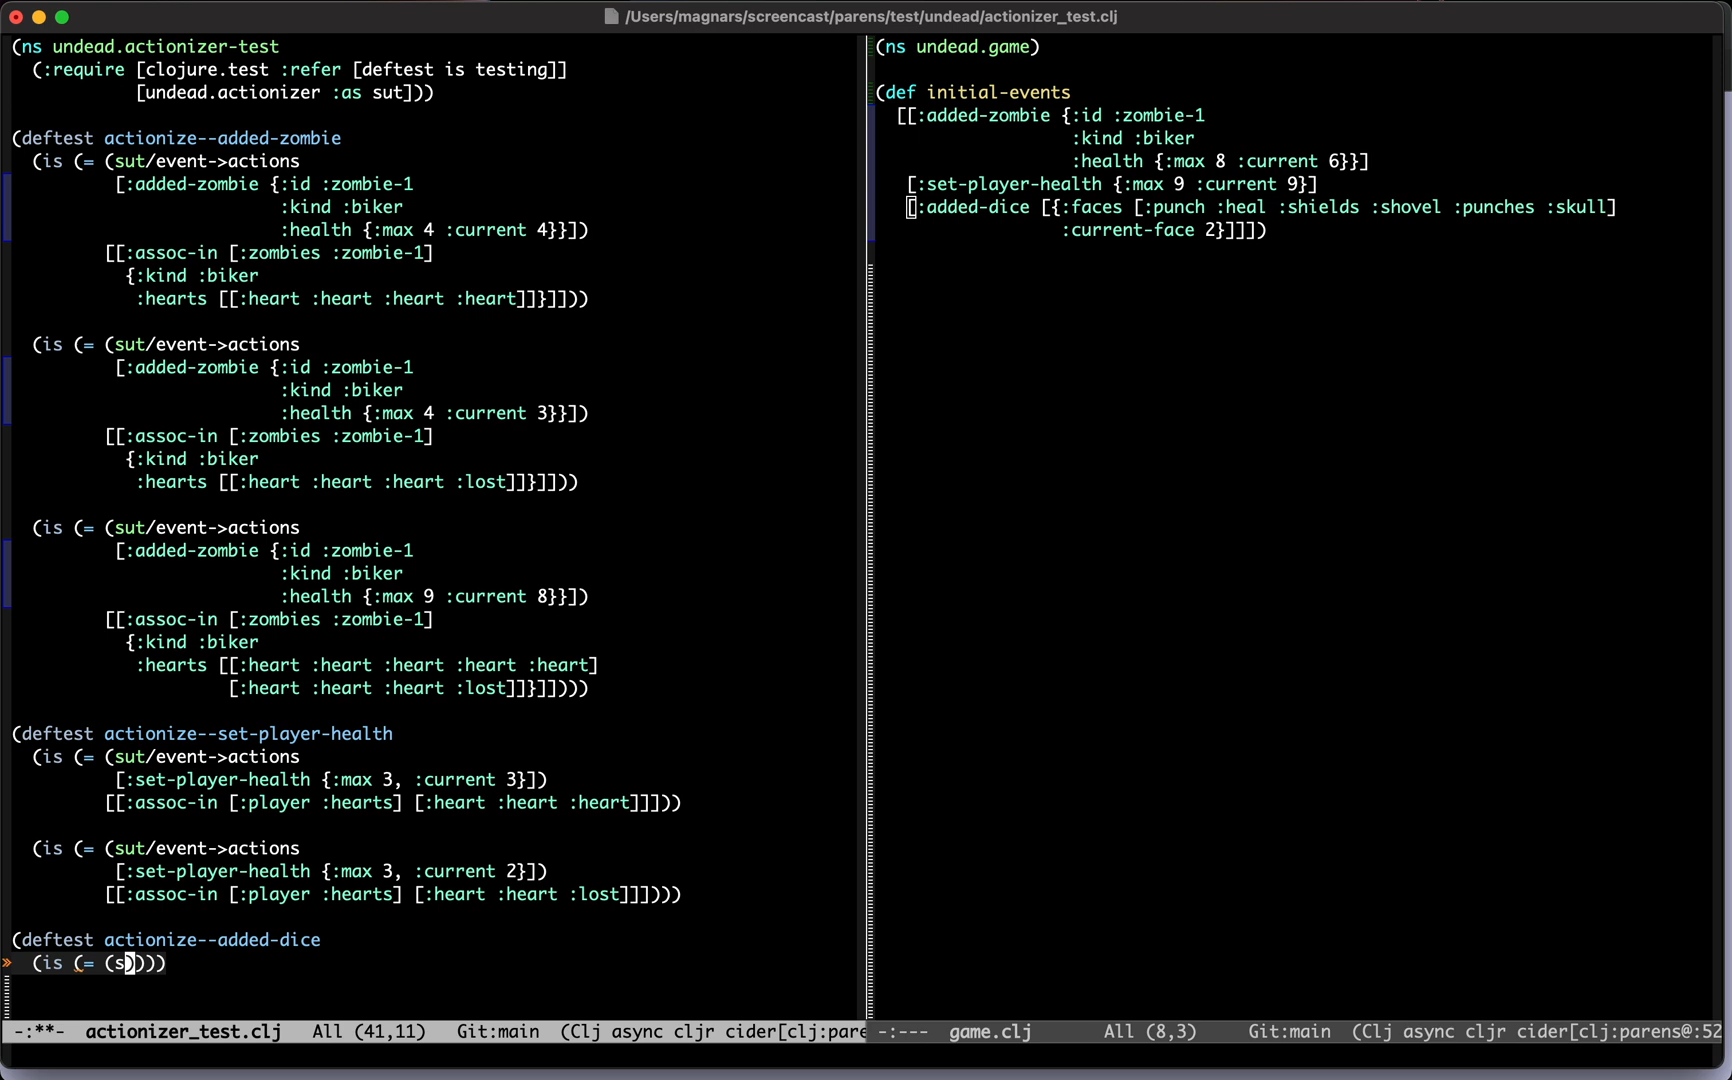 /Users/magnars/screencast/parens/test/undead/actionizer_test.clj
(ns undead.actionizer-test
  (:require [clojure.test :refer [deftest is testing]]
            [undead.actionizer :as sut]))
(deftest actionize--added-zombie
  (is (= (sut/event->actions
          [:added-zombie {:id :zombie-1
                          :kind :biker
                          :health {:max 4 :current 4}}])
         [[:assoc-in [:zombies :zombie-1]
           {:kind :biker
            :hearts [[:heart :heart :heart :heart]]}]]))
  (is (= (sut/event->actions
          [:added-zombie {:id :zombie-1
                          :kind :biker
                          :health {:max 4 :current 3}}])
         [[:assoc-in [:zombies :zombie-1]
           {:kind :biker
            :hearts [[:heart :heart :heart :lost]]}]]))
  (is (= (sut/event->actions
          [:added-zombie {:id :zombie-1
                          :kind :biker
                          :health {:max 9 :current 8}}])
         [[:assoc-in [:zombies :zombie-1]
           {:kind :biker
            :hearts [[:heart :heart :heart :heart :heart]
                     [:heart :heart :heart :lost]]}]])))
(deftest actionize--set-player-health
  (is (= (sut/event->actions
          [:set-player-health {:max 3, :current 3}])
         [[:assoc-in [:player :hearts] [:heart :heart :heart]]]))
  (is (= (sut/event->actions
          [:set-player-health {:max 3, :current 2}])
         [[:assoc-in [:player :hearts] [:heart :heart :lost]]])))
(deftest actionize--added-dice
  (is (= (s))))
-:**-  actionizer_test.clj   All (41,11)   Git:main  (Clj async cljr cider[clj:pare
(ns undead.game)
(def initial-events
  [[:added-zombie {:id :zombie-1
                   :kind :biker
                   :health {:max 8 :current 6}}]
   [:set-player-health {:max 9 :current 9}]
   [:added-dice [{:faces [:punch :heal :shields :shovel :punches :skull]
                  :current-face 2}]]])
-:---  game.clj       All (8,3)     Git:main  (Clj async cljr cider[clj:parens@:52